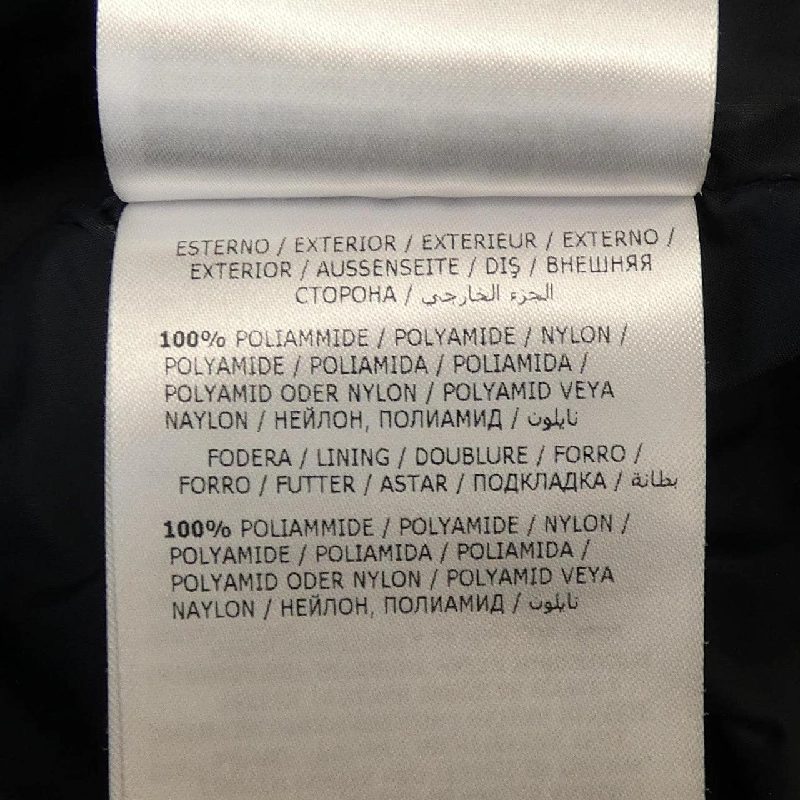 ESTERNO / EXTERIOR / EXTERIEUR / EXTERNO /
EXTERIOR / AUSSENSEITE / DIŞ / ВНЕШНЯЯ
СТОРОНА / الجزء الخارجي
100% POLIAMMIDE / POLYAMIDE / NYLON /
POLYAMIDE / POLIAMIDA / POLIAMIDA /
POLYAMID ODER NYLON / POLYAMID VEYA
NAYLON / НЕЙЛОН, ПОЛИАМИД / نايلون
FODERA / LINING / DOUBLURE / FORRO /
FORRO / FUTTER / ASTAR / ПОДКЛАДКА / بطانة
100% POLIAMMIDE / POLYAMIDE / NYLON /
POLYAMIDE / POLIAMIDA / POLIAMIDA /
POLYAMID ODER NYLON / POLYAMID VEYA
NAYLON / НЕЙЛОН, ПОЛИАМИД / نايلون